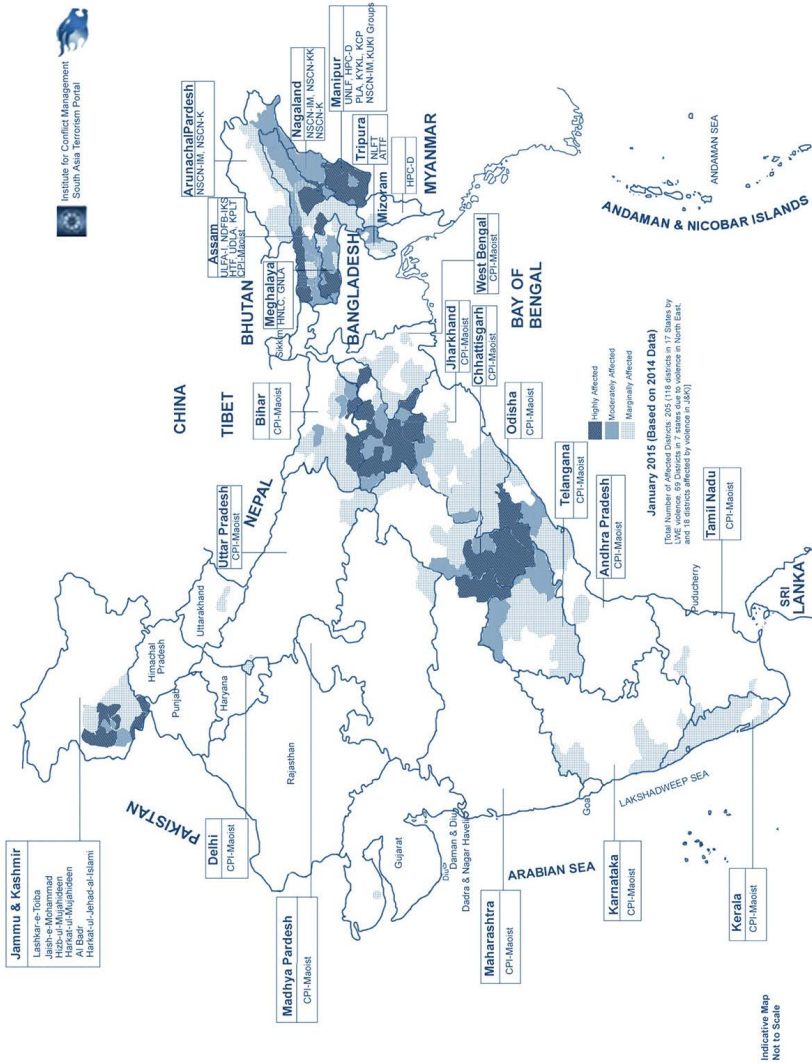 Institute for Conflict Management
South Asia Terrorism Portal
Jammu & Kashmir
Lashkar-e-Toiba
Jaish-e-Mohammad
Hizb-ul-Mujahideen
Harkat-ul-Mujahideen
Al Badr
Harkat-ul-Jehad-al-Islami
PAKISTAN
Himachal
Pradesh
Punjab
Uttarakhand
Haryana
Delhi
CPI-Maoist
Rajasthan
Uttar Pradesh
CPI-Maoist
NEPAL
CHINA
TIBET
Bihar
CPI-Maoist
Sikkim
BHUTAN
Meghalaya
HNLC, GNLA
Assam
ULFA-I, NDFB-IKS
HTF, UDLA, KPLT
CPI-Maoist
ArunachalPardesh
NSCN-IM, NSCN-K
Nagaland
NSCN-IM, NSCN-KK
NSCN-K
Manipur
UNLF, HPC-D
PLA, KYKL, KCP
NSCN-IM,KUKI Groups
Tripura
NLFT
ATTF
Mizoram
HPC-D
BANGLADESH
MYANMAR
Madhya Pardesh
CPI-Maoist
Gujarat
Diu
Daman & Diu
Dadra & Nagar Haveli
Jharkhand
CPI-Maoist
West Bengal
CPI-Maoist
Chhattisgarh
CPI-Maoist
BAY OF
BENGAL
Odisha
CPI-Maoist
Maharashtra
CPI-Maoist
ARABIAN SEA
Telangana
CPI-Maoist
Andhra Pradesh
CPI-Maoist
Goa
Karnataka
CPI-Maoist
LAKSHADWEEP SEA
Kerala
CPI-Maoist
Puducherry
Tamil Nadu
CPI-Maoist
SRI
LANKA
ANDAMAN SEA
ANDAMAN & NICOBAR ISLANDS
Highly Affected
Moderately Affected
Marginally Affected
January 2015 (Based on 2014 Data)
[Total Number of Affected Districts: 205 (118 districts in 17 States by
LWE violence, 69 Districts in 7 states due to violence in North East,
and 18 districts affected by violence in J&K)]
Indicative Map
Not to Scale